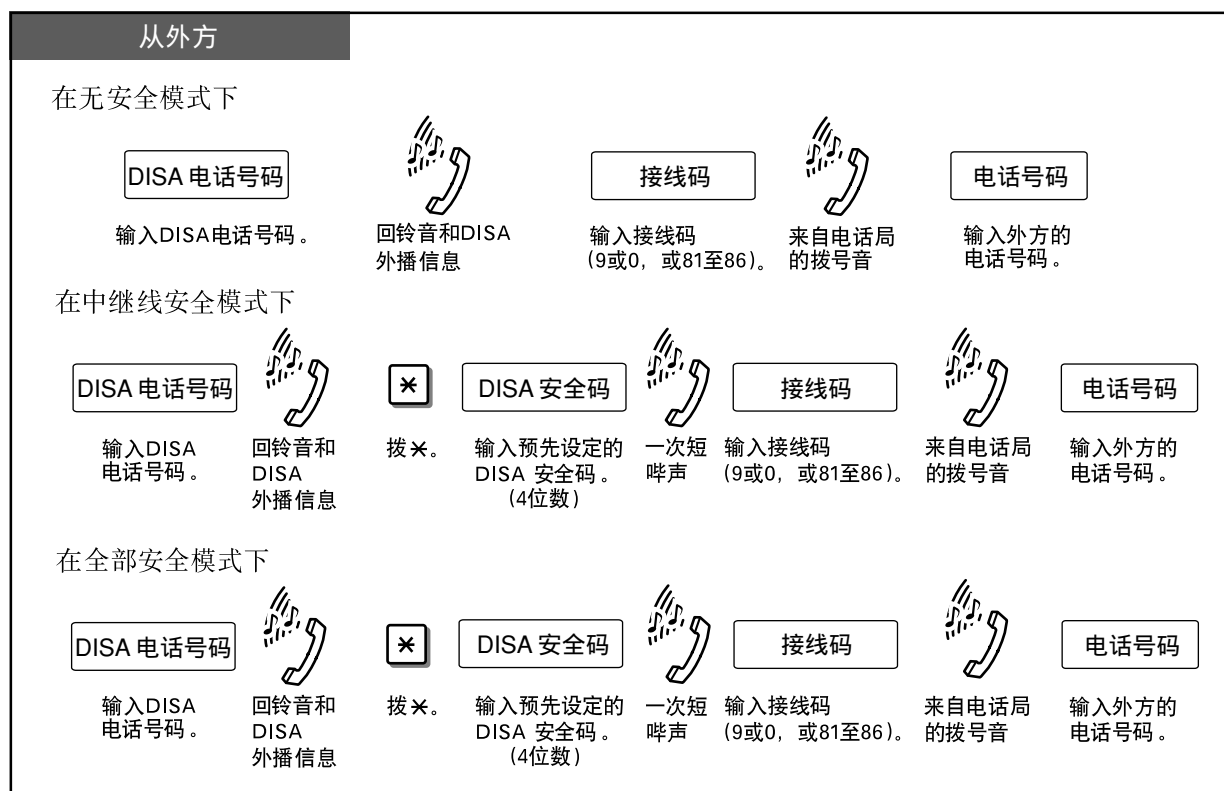 从外方
在无安全模式下
DISA 电话号码
接线码
电话号码
输入DISA电话号码。
回铃音和DISA
外播信息
输入接线码
(9或0, 或81至86)。
来自电话局
的拨号音
输入外方的
电话号码。
在中继线安全模式下
DISA 电话号码
*
DISA 安全码
接线码
电话号码
输入DISA
电话号码。
回铃音和
DISA
外播信息
拨*。
输入预先设定的
DISA 安全码。
(4位数)
一次短
哔声
输入接线码
(9或0, 或81至86)。
来自电话局
的拨号音
输入外方的
电话号码。
在全部安全模式下
DISA 电话号码
*
DISA 安全码
接线码
电话号码
输入DISA
电话号码。
回铃音和
DISA
外播信息
拨*。
输入预先设定的
DISA 安全码。
(4位数)
一次短
哔声
输入接线码
(9或0, 或81至86)。
来自电话局
的拨号音
输入外方的
电话号码。